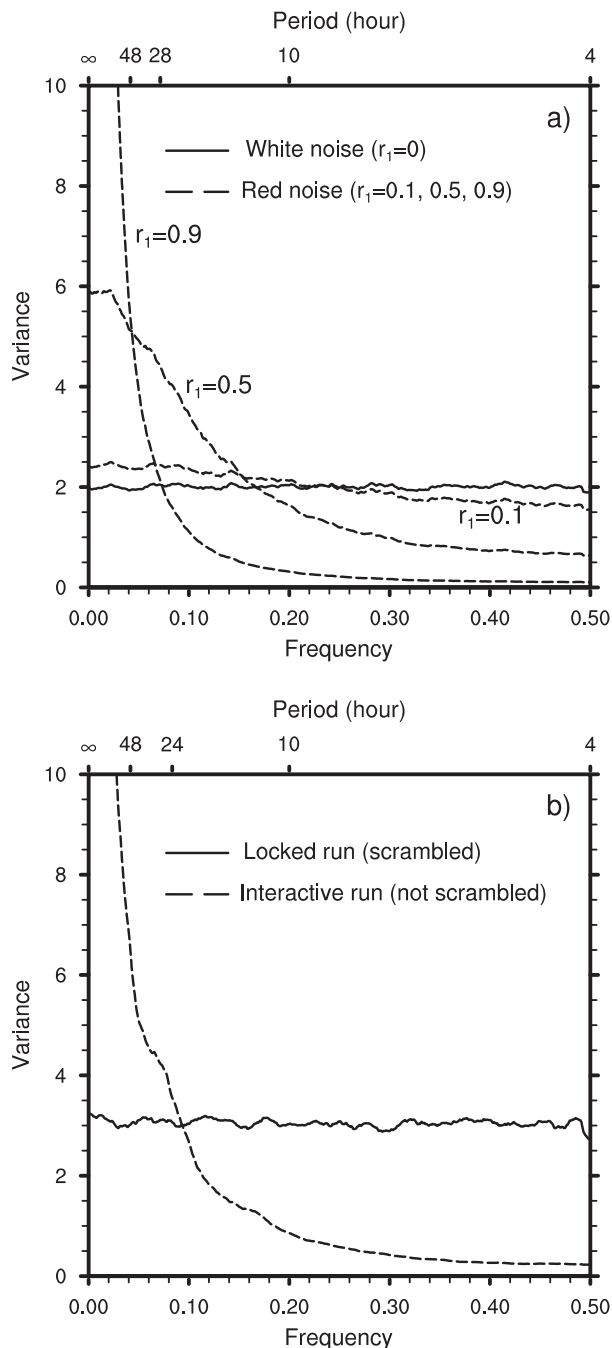 Period (hour)
∞ 48 28 10 4
10
a)
White noise (r₁=0)
Red noise (r₁=0.1, 0.5, 0.9)
8
r₁=0.9
6
Variance
4
r₁=0.5
2
r₁=0.1
0
0.00 0.10 0.20 0.30 0.40 0.50
Frequency
Period (hour)
∞ 48 24 10 4
10
b)
Locked run (scrambled)
Interactive run (not scrambled)
8
6
Variance
4
2
0
0.00 0.10 0.20 0.30 0.40 0.50
Frequency